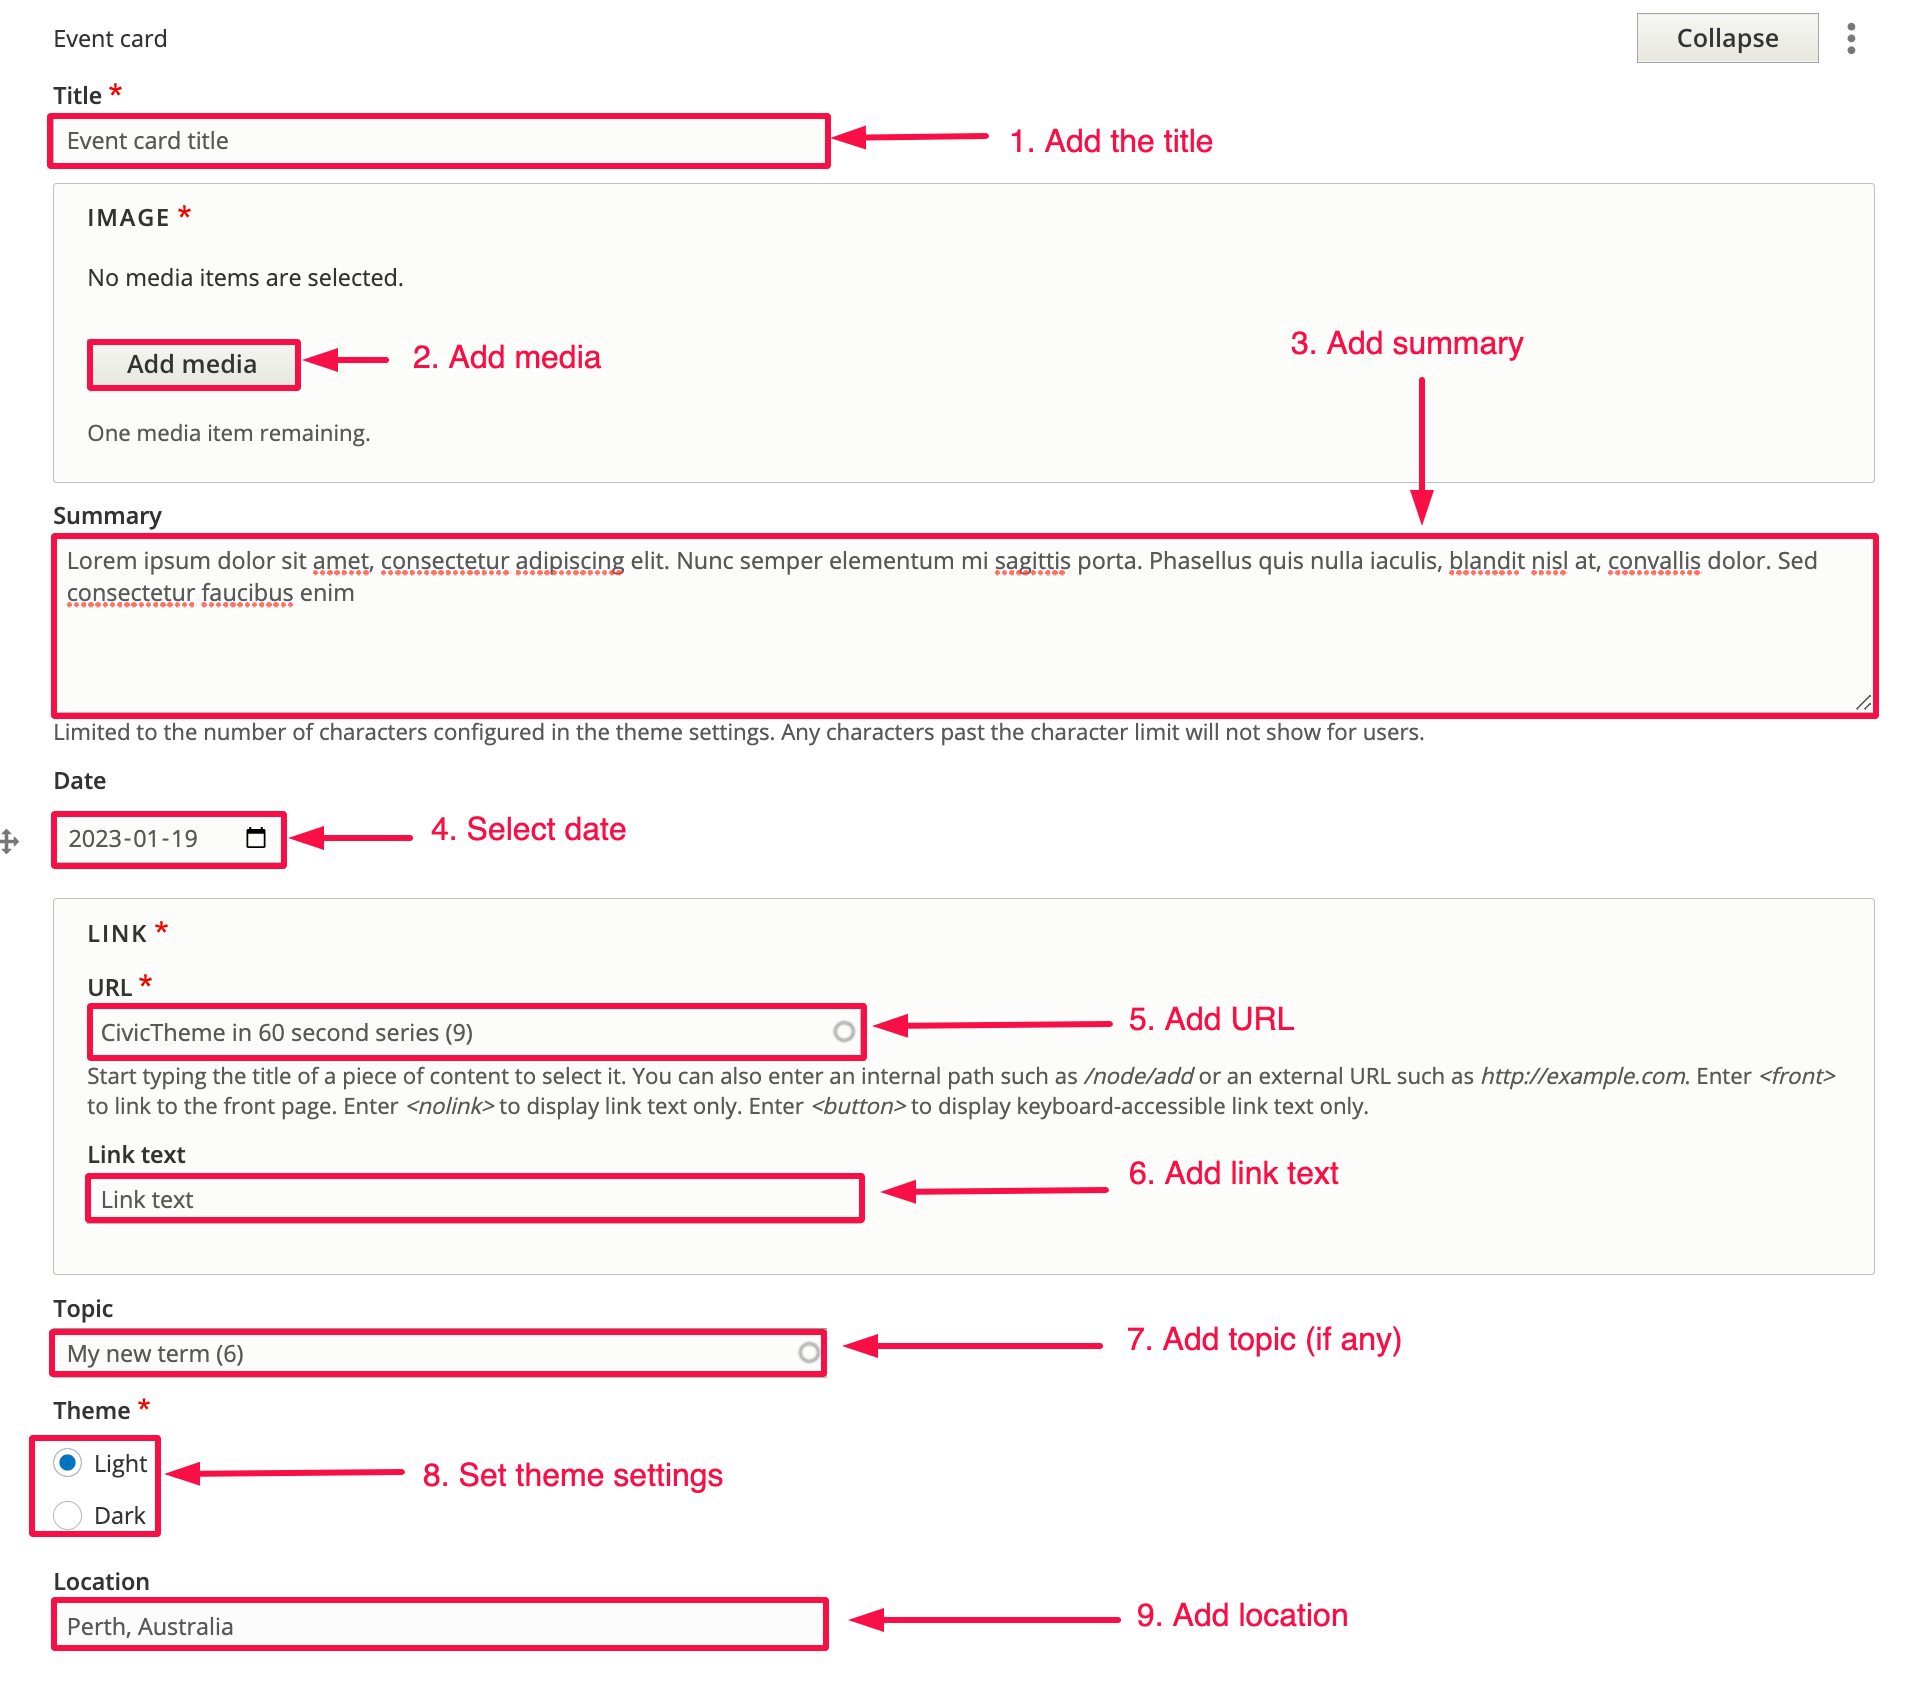 Event card
Collapse
Title *
Event card title
1. Add the title
IMAGE *
No media items are selected.
Add media
2. Add media
3. Add summary
One media item remaining.
Summary
Lorem ipsum dolor sit amet, consectetur adipiscing elit. Nunc semper elementum mi sagittis porta. Phasellus quis nulla iaculis, blandit nisl at, convallis dolor. Sed
consectetur faucibus enim
Limited to the number of characters configured in the theme settings. Any characters past the character limit will not show for users.
Date
2023-01-19
4. Select date
LINK *
URL *
CivicTheme in 60 second series (9)
5. Add URL
Start typing the title of a piece of content to select it. You can also enter an internal path such as /node/add or an external URL such as http://example.com. Enter <front>
to link to the front page. Enter <nolink> to display link text only. Enter <button> to display keyboard-accessible link text only.
Link text
Link text
6. Add link text
Topic
My new term (6)
7. Add topic (if any)
Theme *
Light
8. Set theme settings
Dark
Location
Perth, Australia
9. Add location